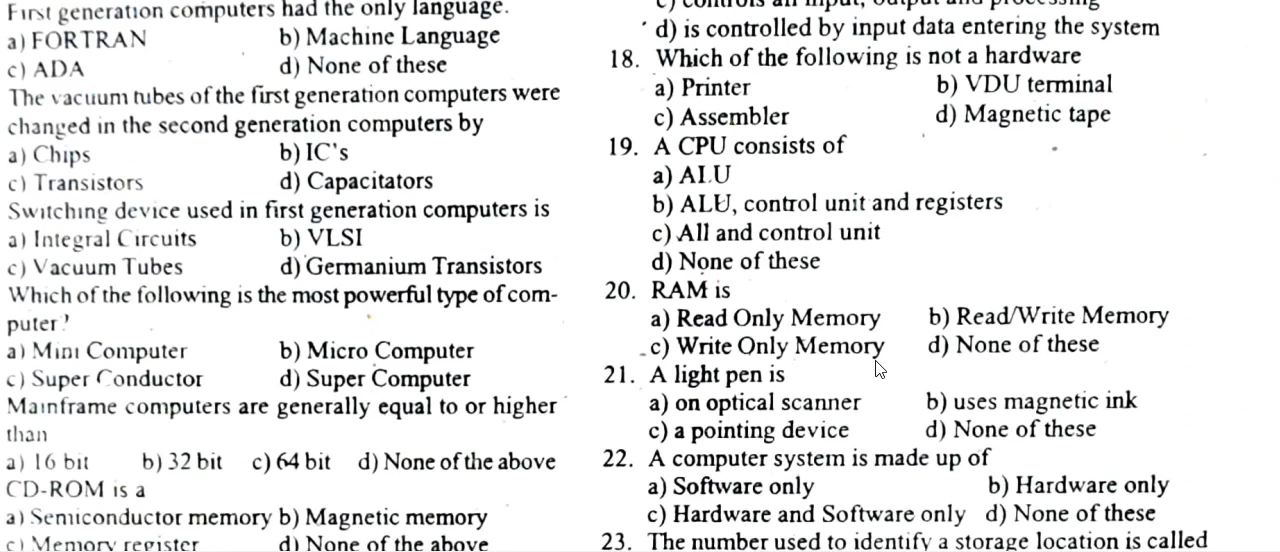 First generation computers had the only language.
a) FORTRAN b) Machine Language
c) ADA d) None of these
The vacuum tubes of the first generation computers were
changed in the second generation computers by
a) Chips b) IC's
c) Transistors d) Capacitators
Switching device used in first generation computers is
a) Integral Circuits b) VLSI
c) Vacuum Tubes d) Germanium Transistors
Which of the following is the most powerful type of com-
puter?
a) Mini Computer b) Micro Computer
c) Super Conductor d) Super Computer
Mainframe computers are generally equal to or higher
than
a) 16 bit b) 32 bit c) 64 bit d) None of the above
CD-ROM is a
a) Semiconductor memory b) Magnetic memory
c) Memory register d) None of the above
c) controls all input, output and processing
d) is controlled by input data entering the system
18. Which of the following is not a hardware
a) Printer b) VDU terminal
c) Assembler d) Magnetic tape
19. A CPU consists of
a) ALU
b) ALU, control unit and registers
c) All and control unit
d) None of these
20. RAM is
a) Read Only Memory b) Read/Write Memory
c) Write Only Memory d) None of these
21. A light pen is
a) on optical scanner b) uses magnetic ink
c) a pointing device d) None of these
22. A computer system is made up of
a) Software only b) Hardware only
c) Hardware and Software only d) None of these
23. The number used to identify a storage location is called